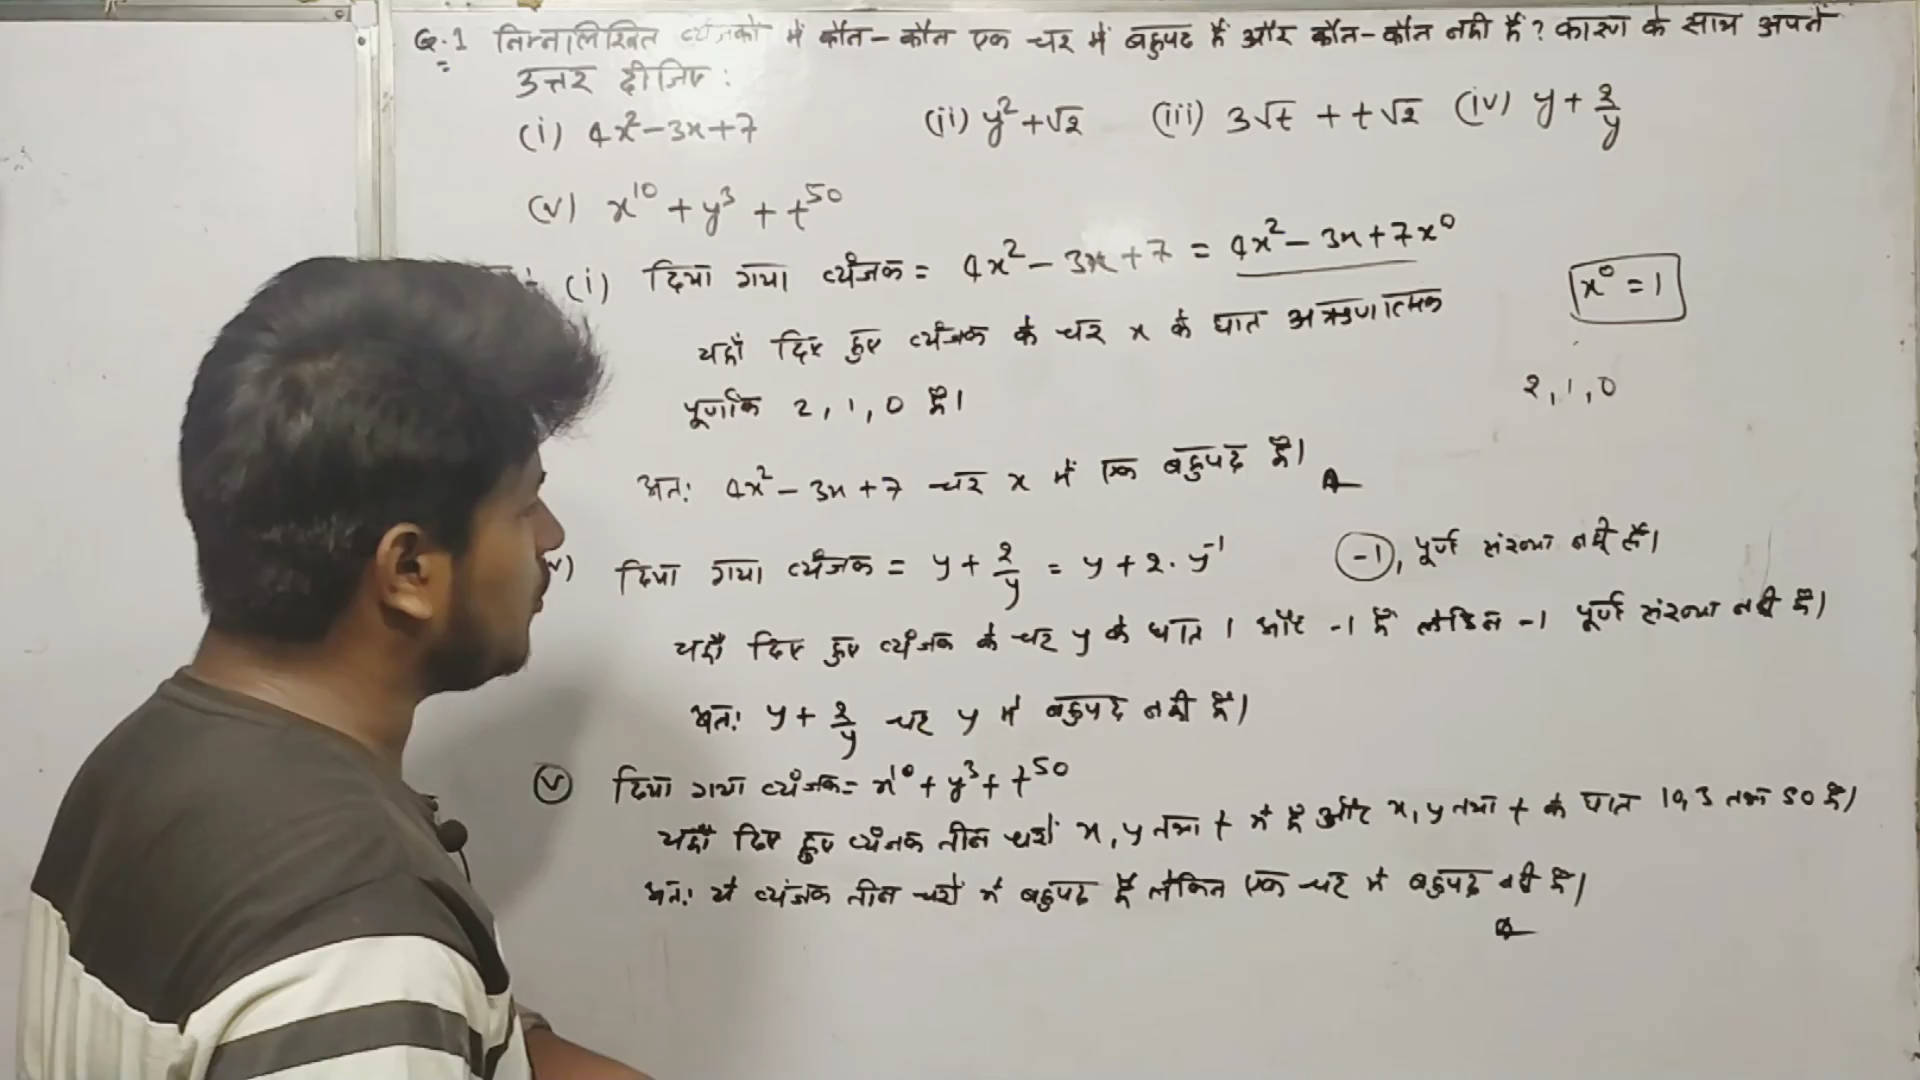 Q.1 निम्नलिखित व्यंजकों में कौन-कौन एक चर में बहुपद हैं और कौन-कौन नहीं हैं? कारण के साथ अपने
उत्तर दीजिए:
(i) 4x²-3x+7 (ii) y²+√2 (iii) 3√t + t√2 (iv) y + 2/y
(v) x¹⁰ + y³ + t⁵⁰
(i) दिया गया व्यंजक = 4x² - 3x + 7 = 4x² - 3x + 7x⁰
x⁰ = 1
यहाँ दिए हुए व्यंजक के चर x के घात अऋणात्मक
पूर्णांक 2, 1, 0 है।
2, 1, 0
अतः 4x² - 3x + 7 चर x में एक बहुपद है।
दिया गया व्यंजक = y + 2/y = y + 2. y⁻¹
-1, पूर्ण संख्या नहीं है।
यहाँ दिए हुए व्यंजक के चर y के घात 1 और -1 हैं लेकिन -1 पूर्ण संख्या नहीं है।
अतः y + 2/y चर y में बहुपद नहीं है।
(v) दिया गया व्यंजक = x¹⁰ + y³ + t⁵⁰
यहाँ दिए हुए व्यंजक तीन चरों x, y तथा t में है और x, y तथा t के घात 10, 3 तथा 50 है।
अतः ये व्यंजक तीन चरों में बहुपद हैं लेकिन एक चर में बहुपद नहीं है।